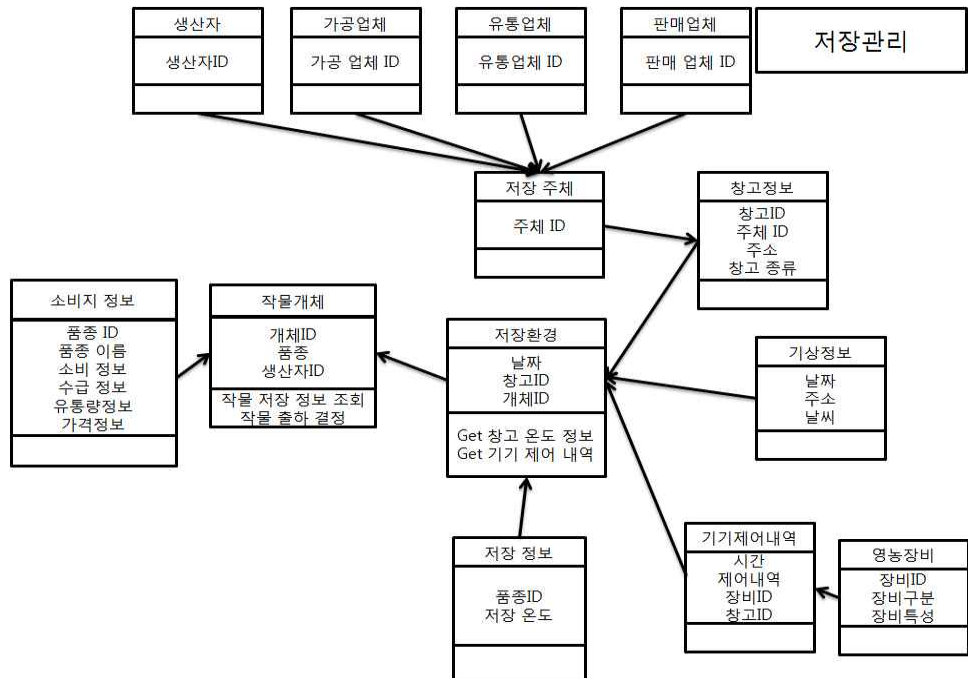 생산자
생산자ID
가공업체
가공 업체 ID
유통업체
유통업체 ID
판매업체
판매 업체 ID
저장관리
저장 주체
주체 ID
창고정보
창고ID
주체 ID
주소
창고 종류
소비지 정보
품종 ID
품종 이름
소비 정보
수급 정보
유통량정보
가격정보
작물개체
개체ID
품종
생산자ID
작물 저장 정보 조회
작물 출하 결정
저장환경
날짜
창고ID
개체ID
Get 창고 온도 정보
Get 기기 제어 내역
기상정보
날짜
주소
날씨
저장 정보
품종ID
저장 온도
기기제어내역
시간
제어내역
장비ID
창고ID
영농장비
장비ID
장비구분
장비특성